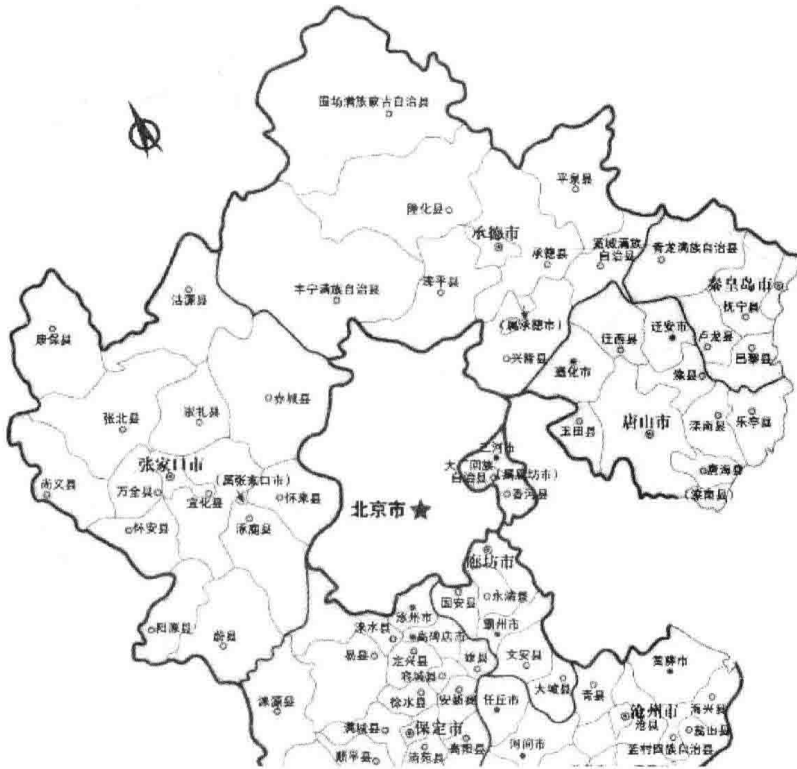 围场满族蒙古自治县
平泉县
隆化县
承德市
承德县
宽城满族
自治县
青龙满族自治县
秦皇岛市
抚宁县
丰宁满族自治县
滦平县
沽源县
(属承德市)
兴隆县
迁西县
迁安市
卢龙县
昌黎县
康保县
遵化市
滦县
赤城县
张北县
崇礼县
玉田县
唐山市
滦南县
乐亭县
三河市
大厂回族
自治县
(属廊坊市)
香河县
唐海县
(滦南县)
张家口市
(属张家口市)
尚义县
万全县
宣化县
怀来县
怀安县
涿鹿县
北京市
廊坊市
固安县
永清县
霸州市
阳原县
蔚县
涿州市
涞水县
高碑店市
易县
定兴县
雄县
文安县
容城县
大城县
青县
黄骅市
涞源县
徐水县
安新县
任丘市
沧州市
沧县
海兴县
满城县
保定市
盐山县
孟村回族自治县
顺平县
清苑县
高阳县
河间市